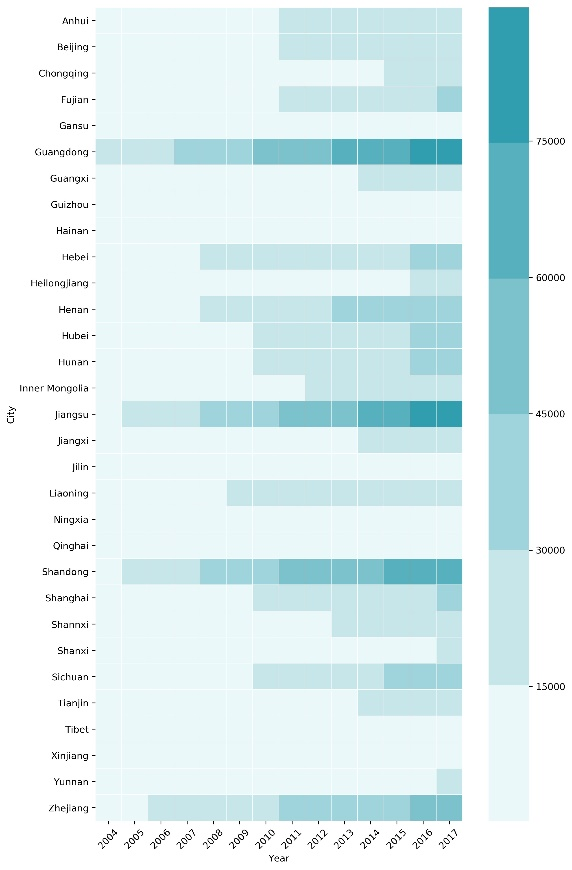 Anhui
Beijing
Chongqing
Fujian
Gansu
Guangdong
Guangxi
Guizhou
Hainan
Hebei
Heilongjiang
Henan
Hubei
Hunan
Inner Mongolia
Jiangsu
Jiangxi
Jilin
Liaoning
Ningxia
Qinghai
Shandong
Shanghai
Shannxi
Shanxi
Sichuan
Tianjin
Tibet
Xinjiang
Yunnan
Zhejiang
City
2004 2005 2006 2007 2008 2009 2010 2011 2012 2013 2014 2015 2016 2017
Year
75000
60000
45000
30000
15000